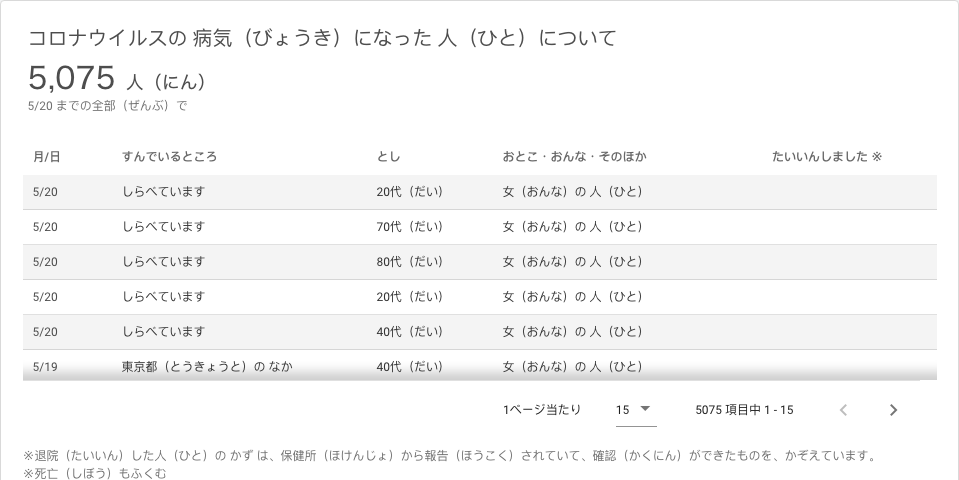 コロナウイルスの 病気（びょうき）になった 人（ひと）について
5,075 人（にん）
5/20 までの全部（ぜんぶ）で
月/日 すんでいるところ とし おとこ・おんな・そのほか たいいんしました ※
5/20 しらべています 20代（だい） 女（おんな）の 人（ひと）
5/20 しらべています 70代（だい） 女（おんな）の 人（ひと）
5/20 しらべています 80代（だい） 女（おんな）の 人（ひと）
5/20 しらべています 20代（だい） 女（おんな）の 人（ひと）
5/20 しらべています 40代（だい） 女（おんな）の 人（ひと）
5/19 東京都（とうきょうと）の なか 40代（だい） 女（おんな）の 人（ひと）
1ページ当たり 15 5075 項目中 1 - 15
※退院（たいいん）した人（ひと）の かず は、保健所（ほけんじょ）から報告（ほうこく）されていて、確認（かくにん）ができたものを、かぞえています。
※死亡（しぼう）もふくむ